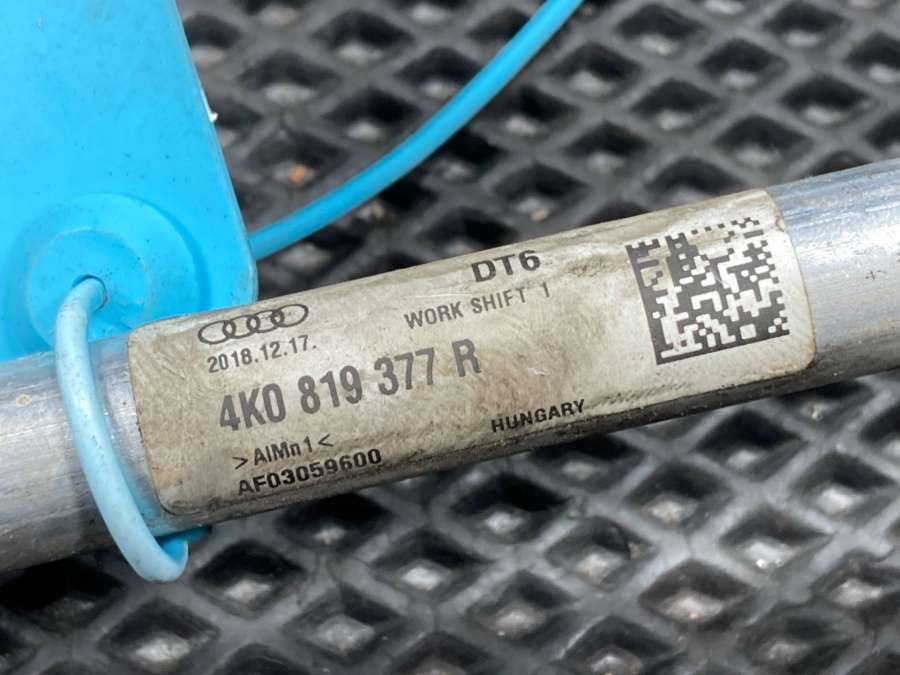 DT6
WORK SHIFT 1
2018.12.17.
4K0 819 377 R
>AlMn1<
HUNGARY
AF03059600